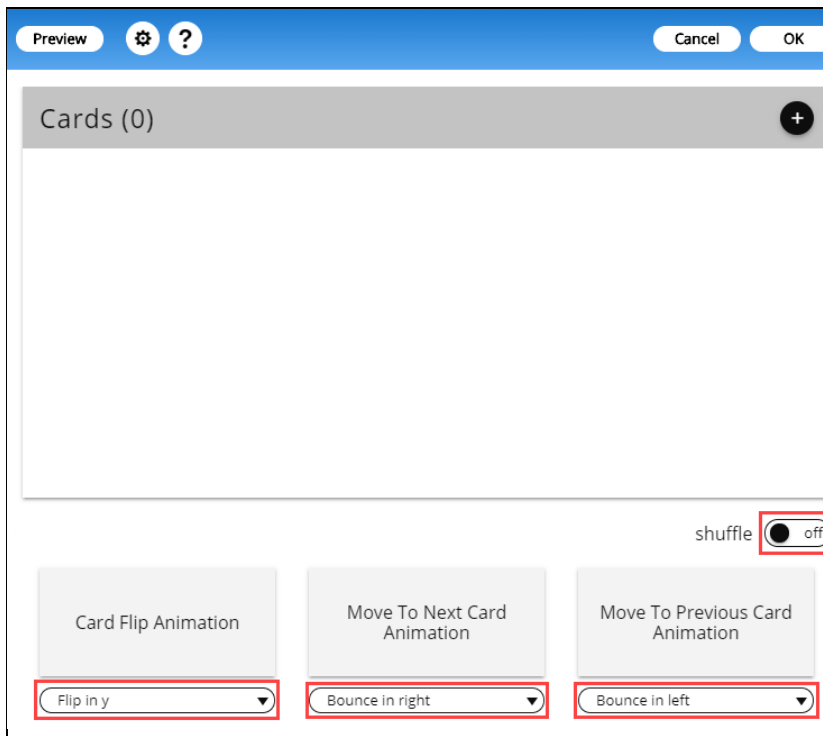 Preview ? Cancel OK
Cards (0)
+
shuffle off
Card Flip Animation
Move To Next Card
Animation
Move To Previous Card
Animation
Flip in y
Bounce in right
Bounce in left